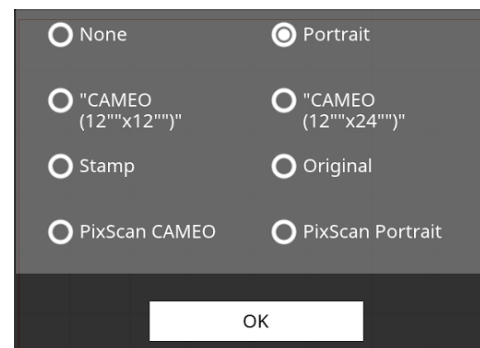 None
Portrait
"CAMEO
(12""x12"")"
"CAMEO
(12""x24"")"
Stamp
Original
PixScan CAMEO
PixScan Portrait
OK